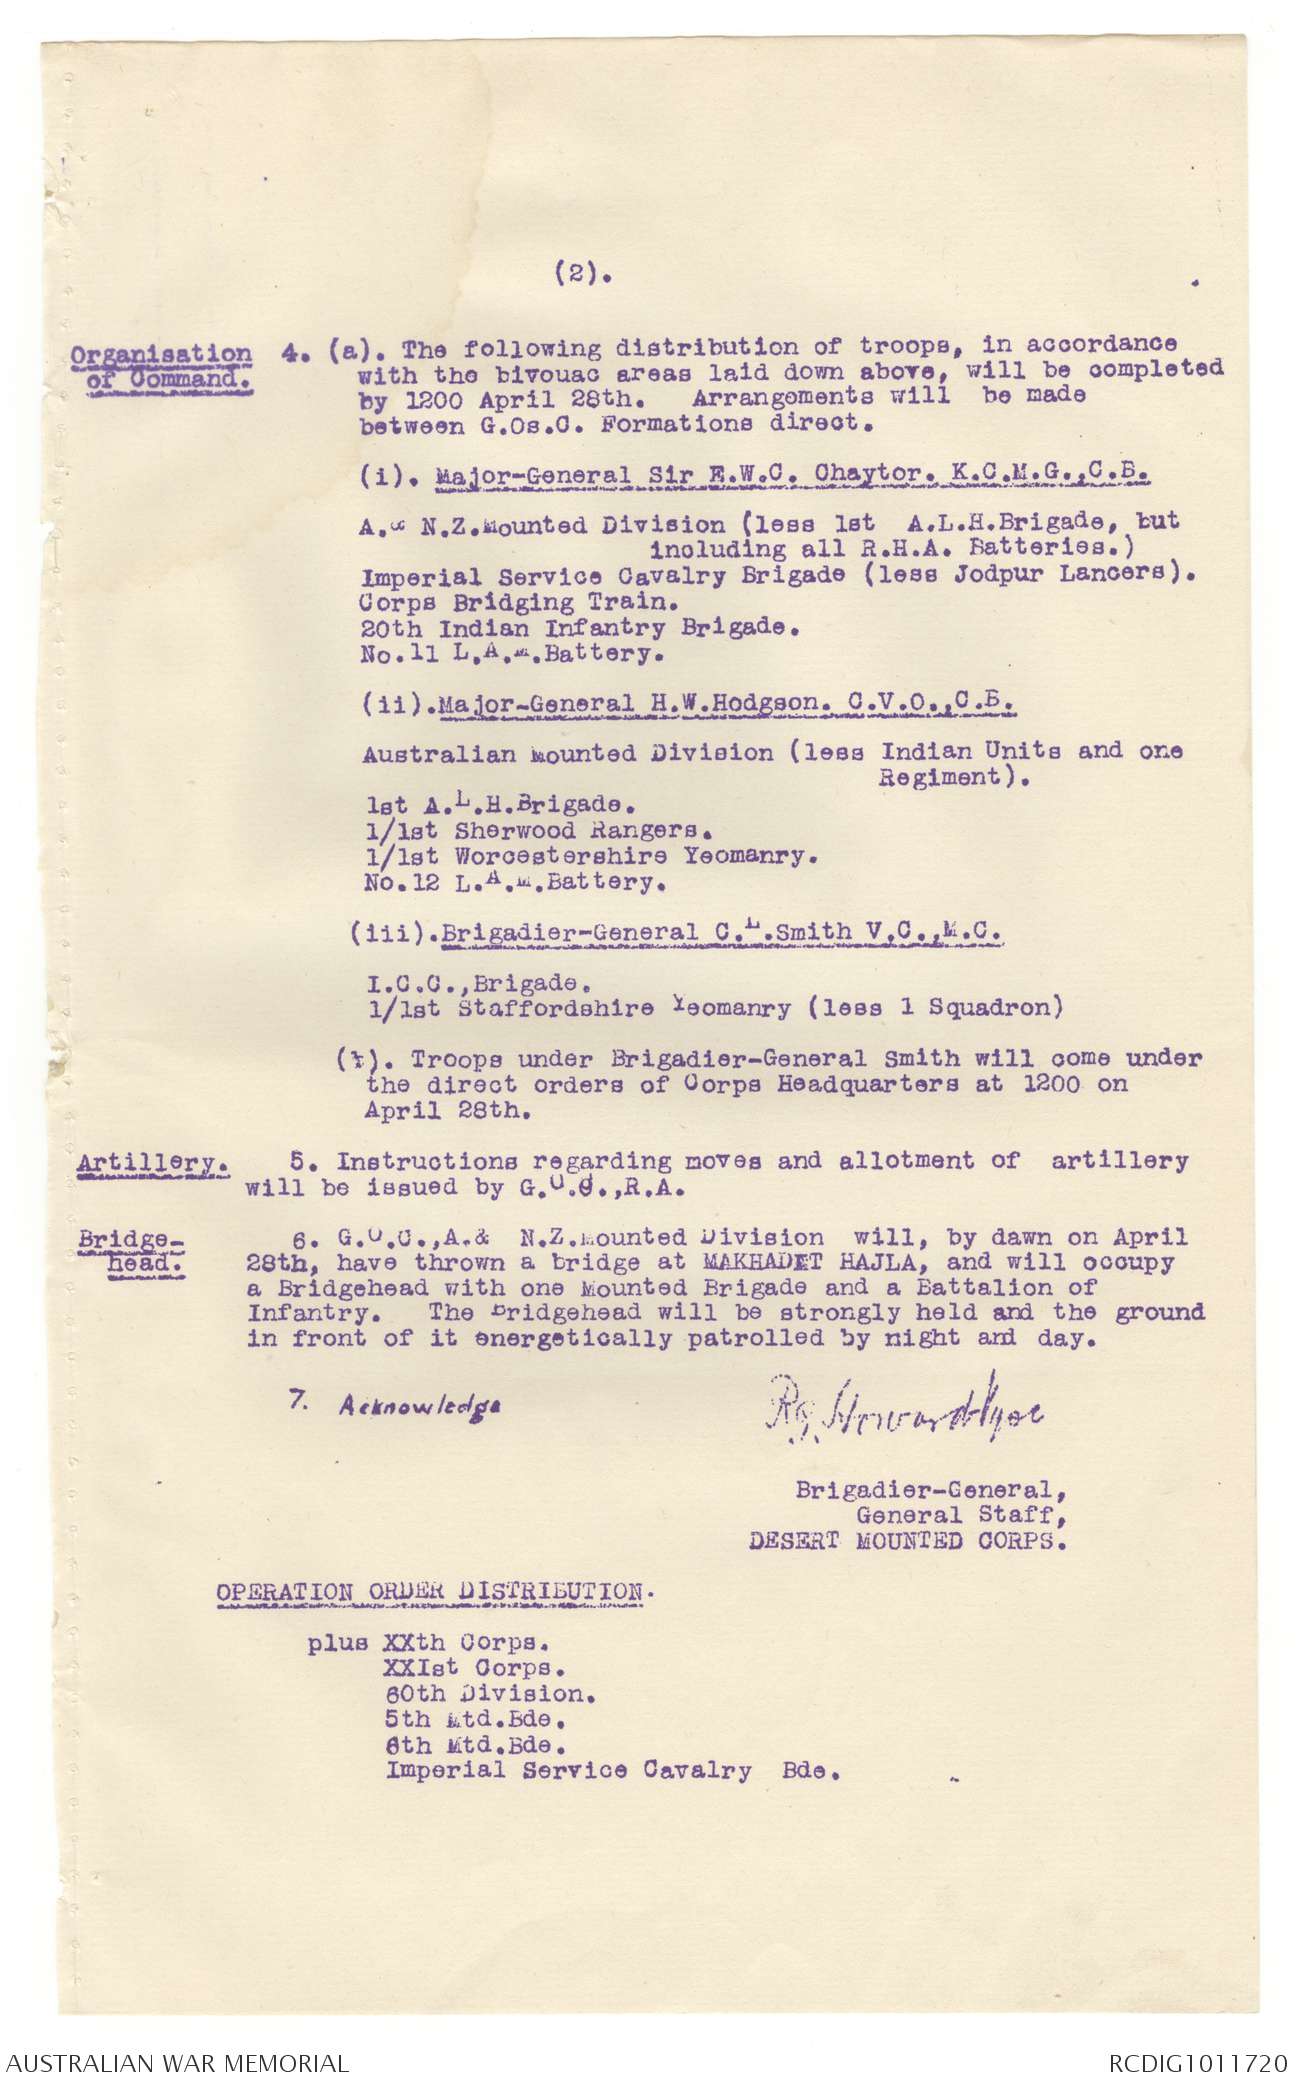 (2).
Organisation 4. (a). The following distribution of troops, in accordance
of Command. with the bivouac areas laid down above, will be completed
by 1200 April 28th. Arrangements will be made
between G.Os.C. Formations direct.
(i). Major-General Sir E.W.C. Chaytor. K.C.M.G.,C.B.
A.& N.Z.Mounted Division (less 1st A.L.H.Brigade, but
including all R.H.A. Batteries.)
Imperial Service Cavalry Brigade (less Jodpur Lancers).
Corps Bridging Train.
20th Indian Infantry Brigade.
No.11 L.A.M.Battery.
(ii).Major-General H.W.Hodgson. C.V.O.,C.B.
Australian Mounted Division (less Indian Units and one
Regiment).
1st A.L.H.Brigade.
1/1st Sherwood Rangers.
1/1st Worcestershire Yeomanry.
No.12 L.A.M.Battery.
(iii).Brigadier-General C.L.Smith V.C.,M.C.
I.C.C.,Brigade.
1/1st Staffordshire Yeomanry (less 1 Squadron)
Troops under Brigadier-General Smith will come under
the direct orders of Corps Headquarters at 1200 on
April 28th.
Artillery. 5. Instructions regarding moves and allotment of artillery
will be issued by G.O.C.,R.A.
Bridge- 6. G.O.C.,A.& N.Z.Mounted Division will, by dawn on April
head. 28th, have thrown a bridge at MAKHADET HAJLA, and will occupy
a Bridgehead with one Mounted Brigade and a Battalion of
Infantry. The Bridgehead will be strongly held and the ground
in front of it energetically patrolled by night and day.
7. Acknowledge
R.G. Howard Vyse
Brigadier-General,
General Staff,
DESERT MOUNTED CORPS.
OPERATION ORDER DISTRIBUTION.
plus XXth Corps.
XXIst Corps.
60th Division.
5th Mtd.Bde.
6th Mtd.Bde.
Imperial Service Cavalry Bde.
AUSTRALIAN WAR MEMORIAL
RCDIG1011720